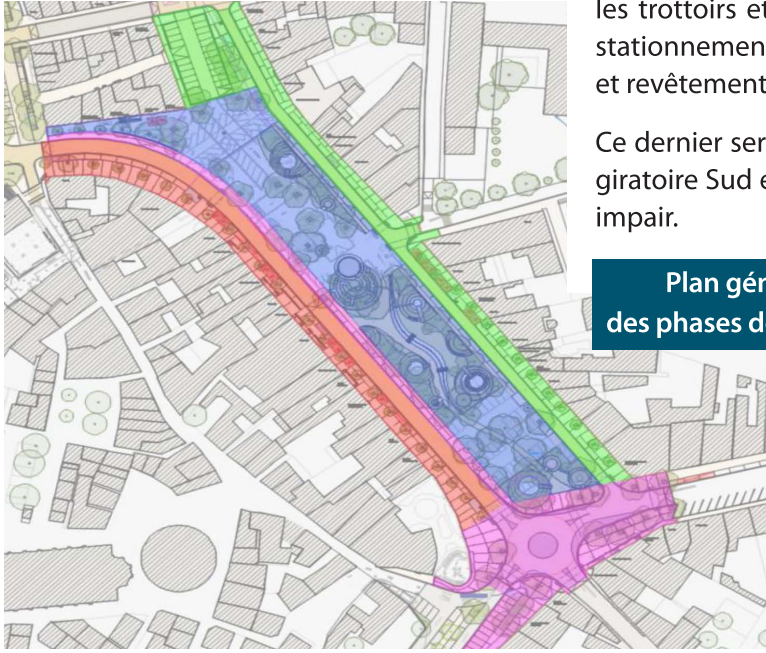 les trottoirs et
stationnemen
et revêtement
Ce dernier ser
giratoire Sud e
impair.
Plan gén
des phases d